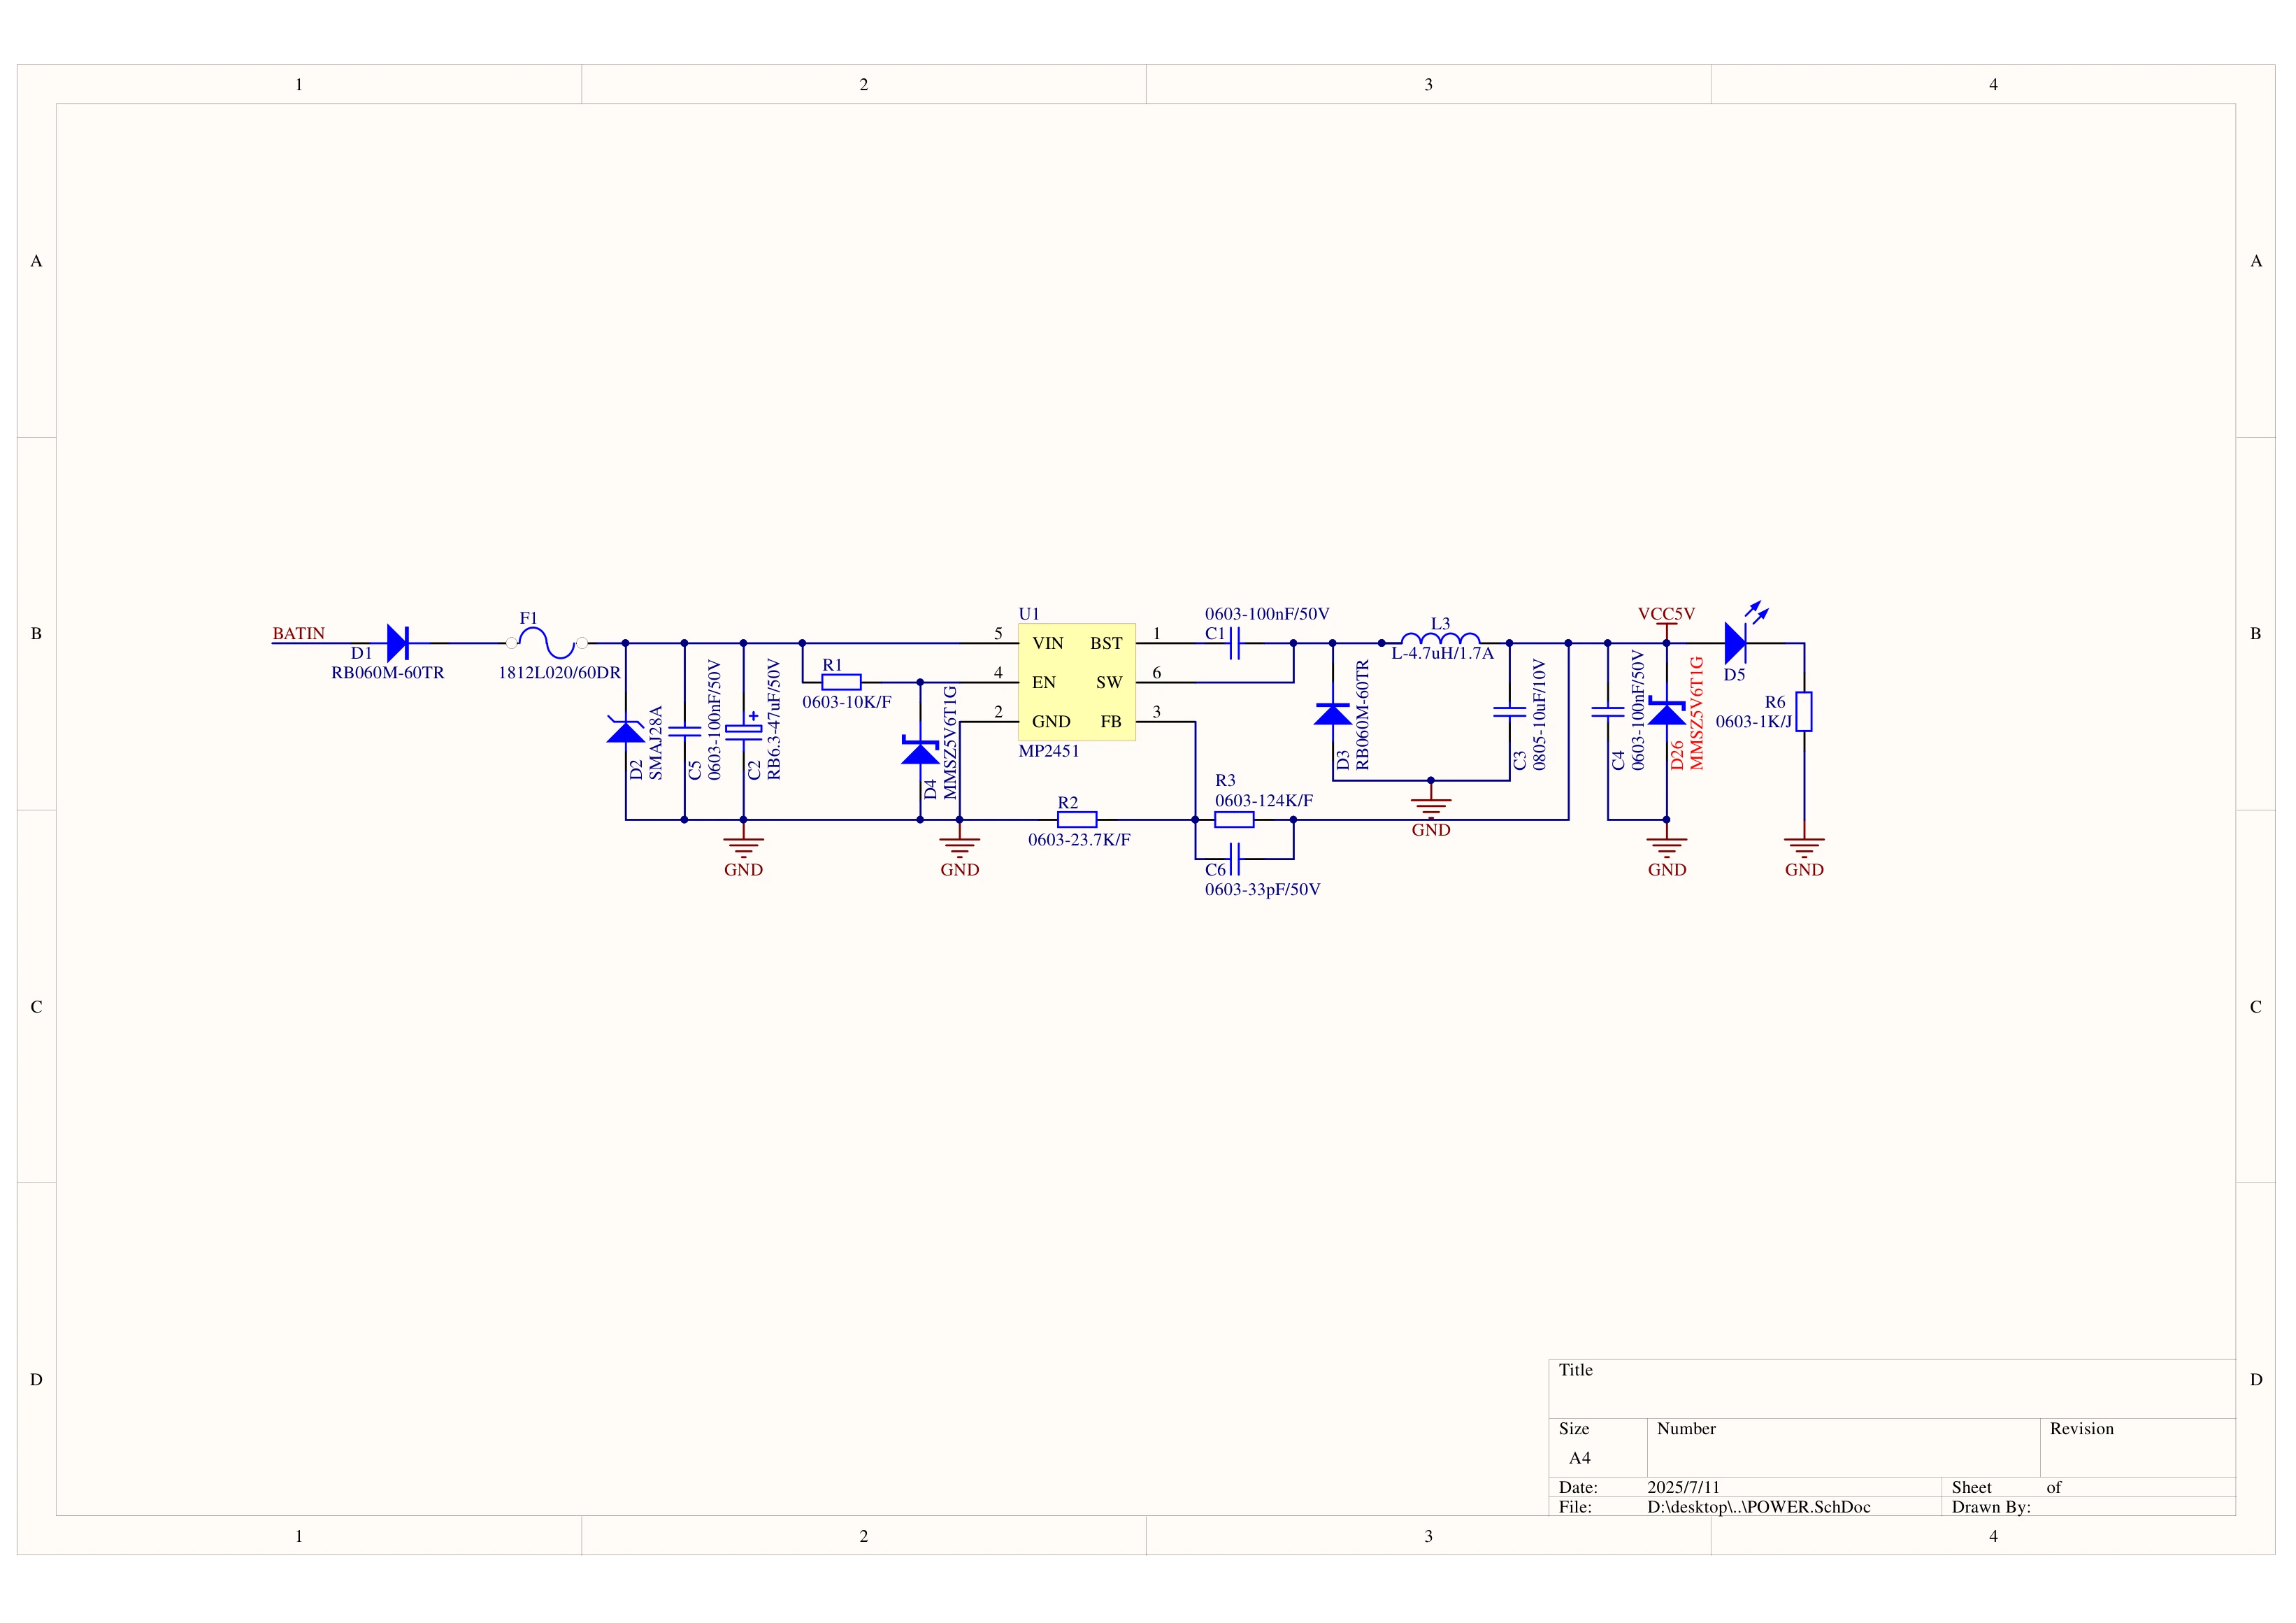 1 2 3 4
A A
B B
C C
D D
BATIN
D1
RB060M-60TR
F1
1812L020/60DR
D2
SMAJ28A
C5
0603-100nF/50V
C2
RB6.3-47uF/50V
+
R1
0603-10K/F
D4
MMSZ5V6T1G
U1
5 VIN BST 1
4 EN SW 6
2 GND FB 3
MP2451
0603-100nF/50V
C1
R2
0603-23.7K/F
R3
0603-124K/F
C6
0603-33pF/50V
D3
RB060M-60TR
L3
L-4.7uH/1.7A
C3
0805-10uF/10V
C4
0603-100nF/50V
VCC5V
D26
MMSZ5V6T1G
D5
R6
0603-1K/J
GND
GND
GND
GND
GND
Title
Size Number Revision
A4
Date: 2025/7/11 Sheet of
File: D:\desktop\..\POWER.SchDoc Drawn By:
1 2 3 4